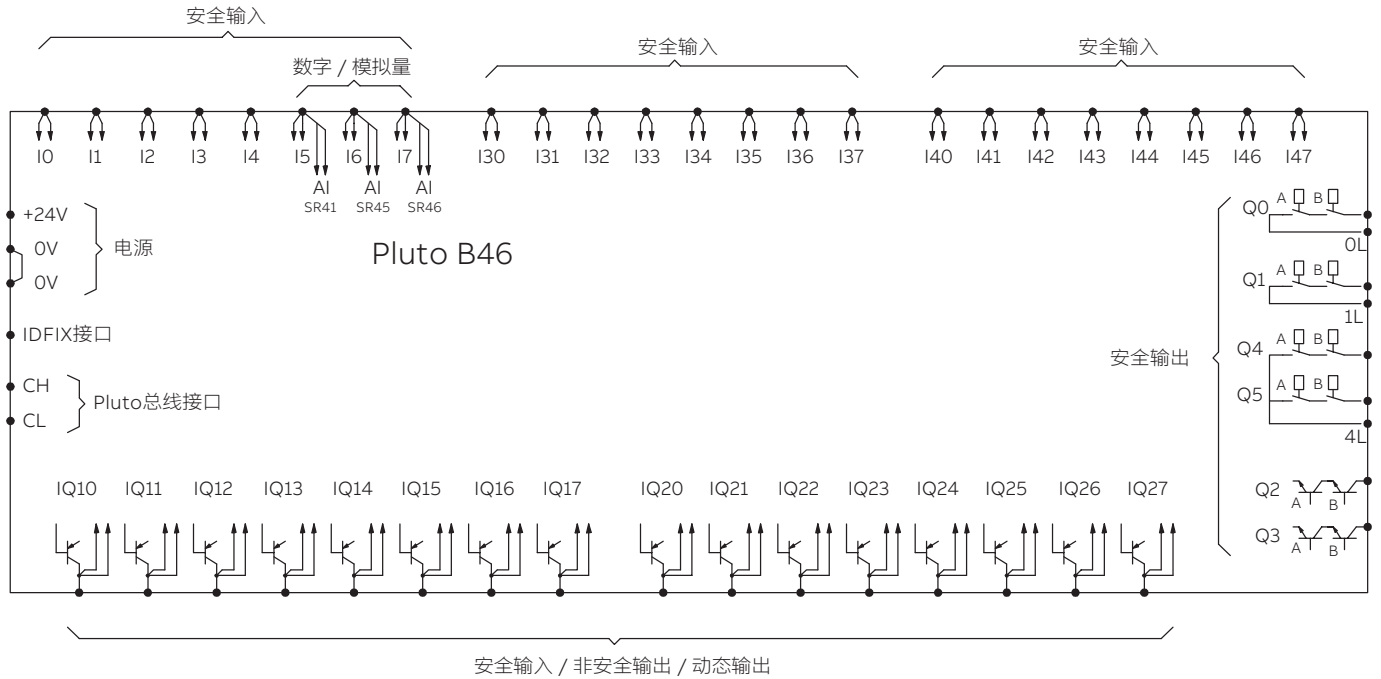 安全输入
安全输入
安全输入
数字 / 模拟量
I0 I1 I2 I3 I4 I5 I6 I7 I30 I31 I32 I33 I34 I35 I36 I37 I40 I41 I42 I43 I44 I45 I46 I47
AI AI AI
SR41 SR45 SR46
+24V
0V
0V
电源
Pluto B46
IDFIX接口
CH
CL
Pluto总线接口
安全输出
Q0 A B
0L
Q1 A B
1L
Q4 A B
Q5 A B
4L
Q2 A B
Q3 A B
IQ10 IQ11 IQ12 IQ13 IQ14 IQ15 IQ16 IQ17 IQ20 IQ21 IQ22 IQ23 IQ24 IQ25 IQ26 IQ27
安全输入 / 非安全输出 / 动态输出